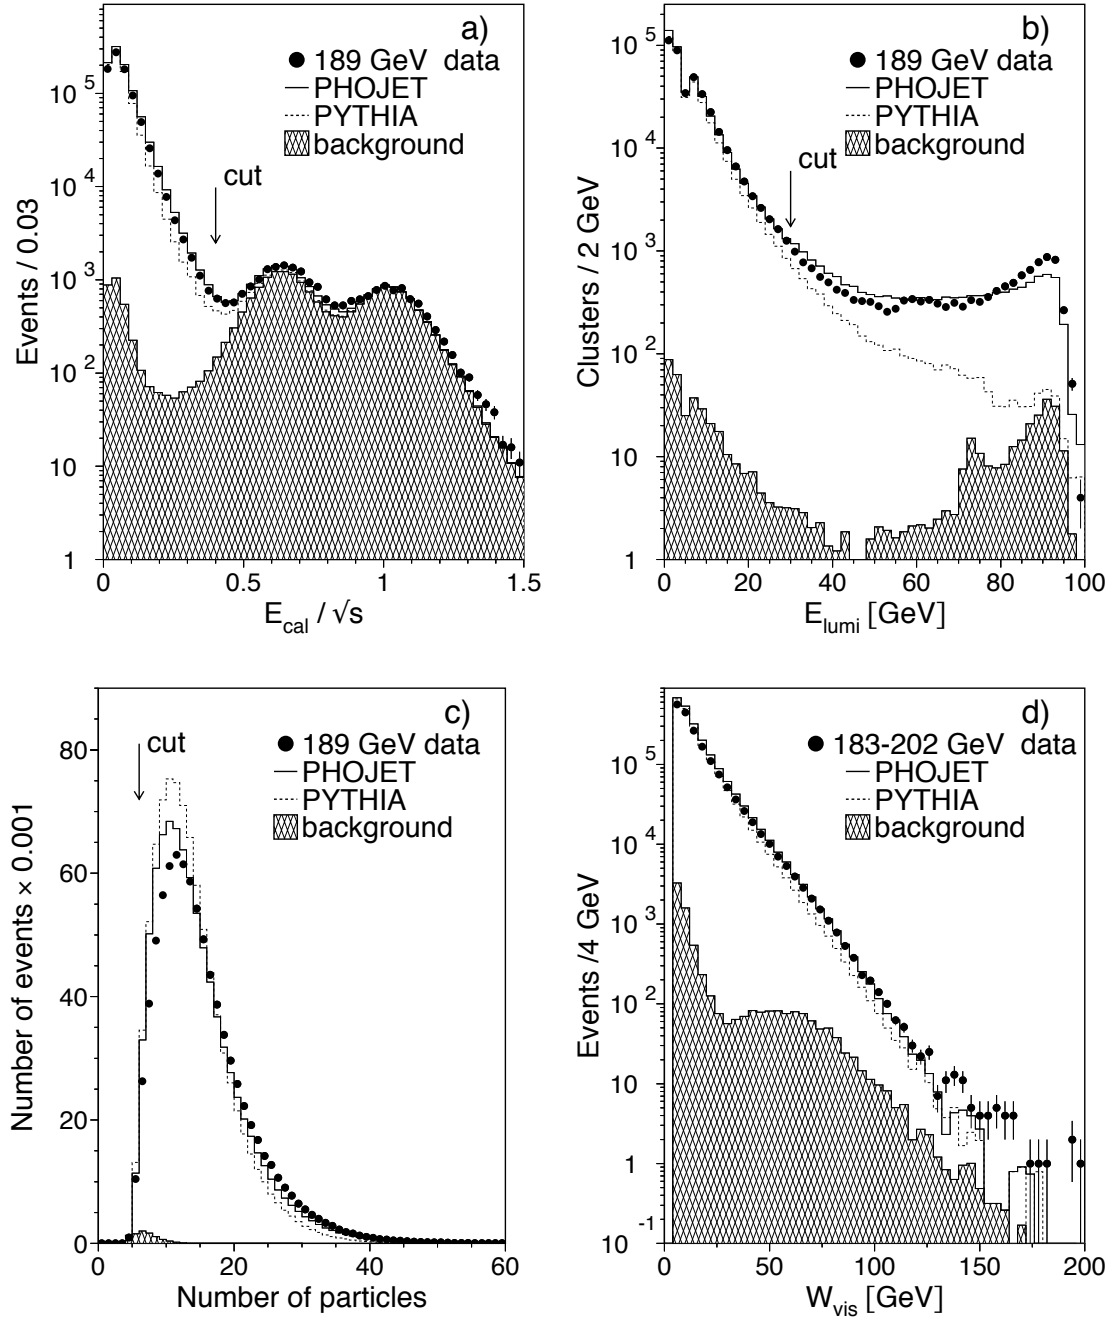 a)
189 GeV data
PHOJET
PYTHIA
background
cut
Events / 0.03
10^5
10^4
10^3
10^2
10
1
0 0.5 1 1.5
E_cal / √s
b)
189 GeV data
PHOJET
PYTHIA
background
cut
Clusters / 2 GeV
10^5
10^4
10^3
10^2
10
1
0 20 40 60 80 100
E_lumi [GeV]
c)
cut
189 GeV data
PHOJET
PYTHIA
background
Number of events × 0.001
80
60
40
20
0
0 20 40 60
Number of particles
d)
183-202 GeV data
PHOJET
PYTHIA
background
Events /4 GeV
10^5
10^4
10^3
10^2
10
1
10^-1
0 50 100 150 200
W_vis [GeV]